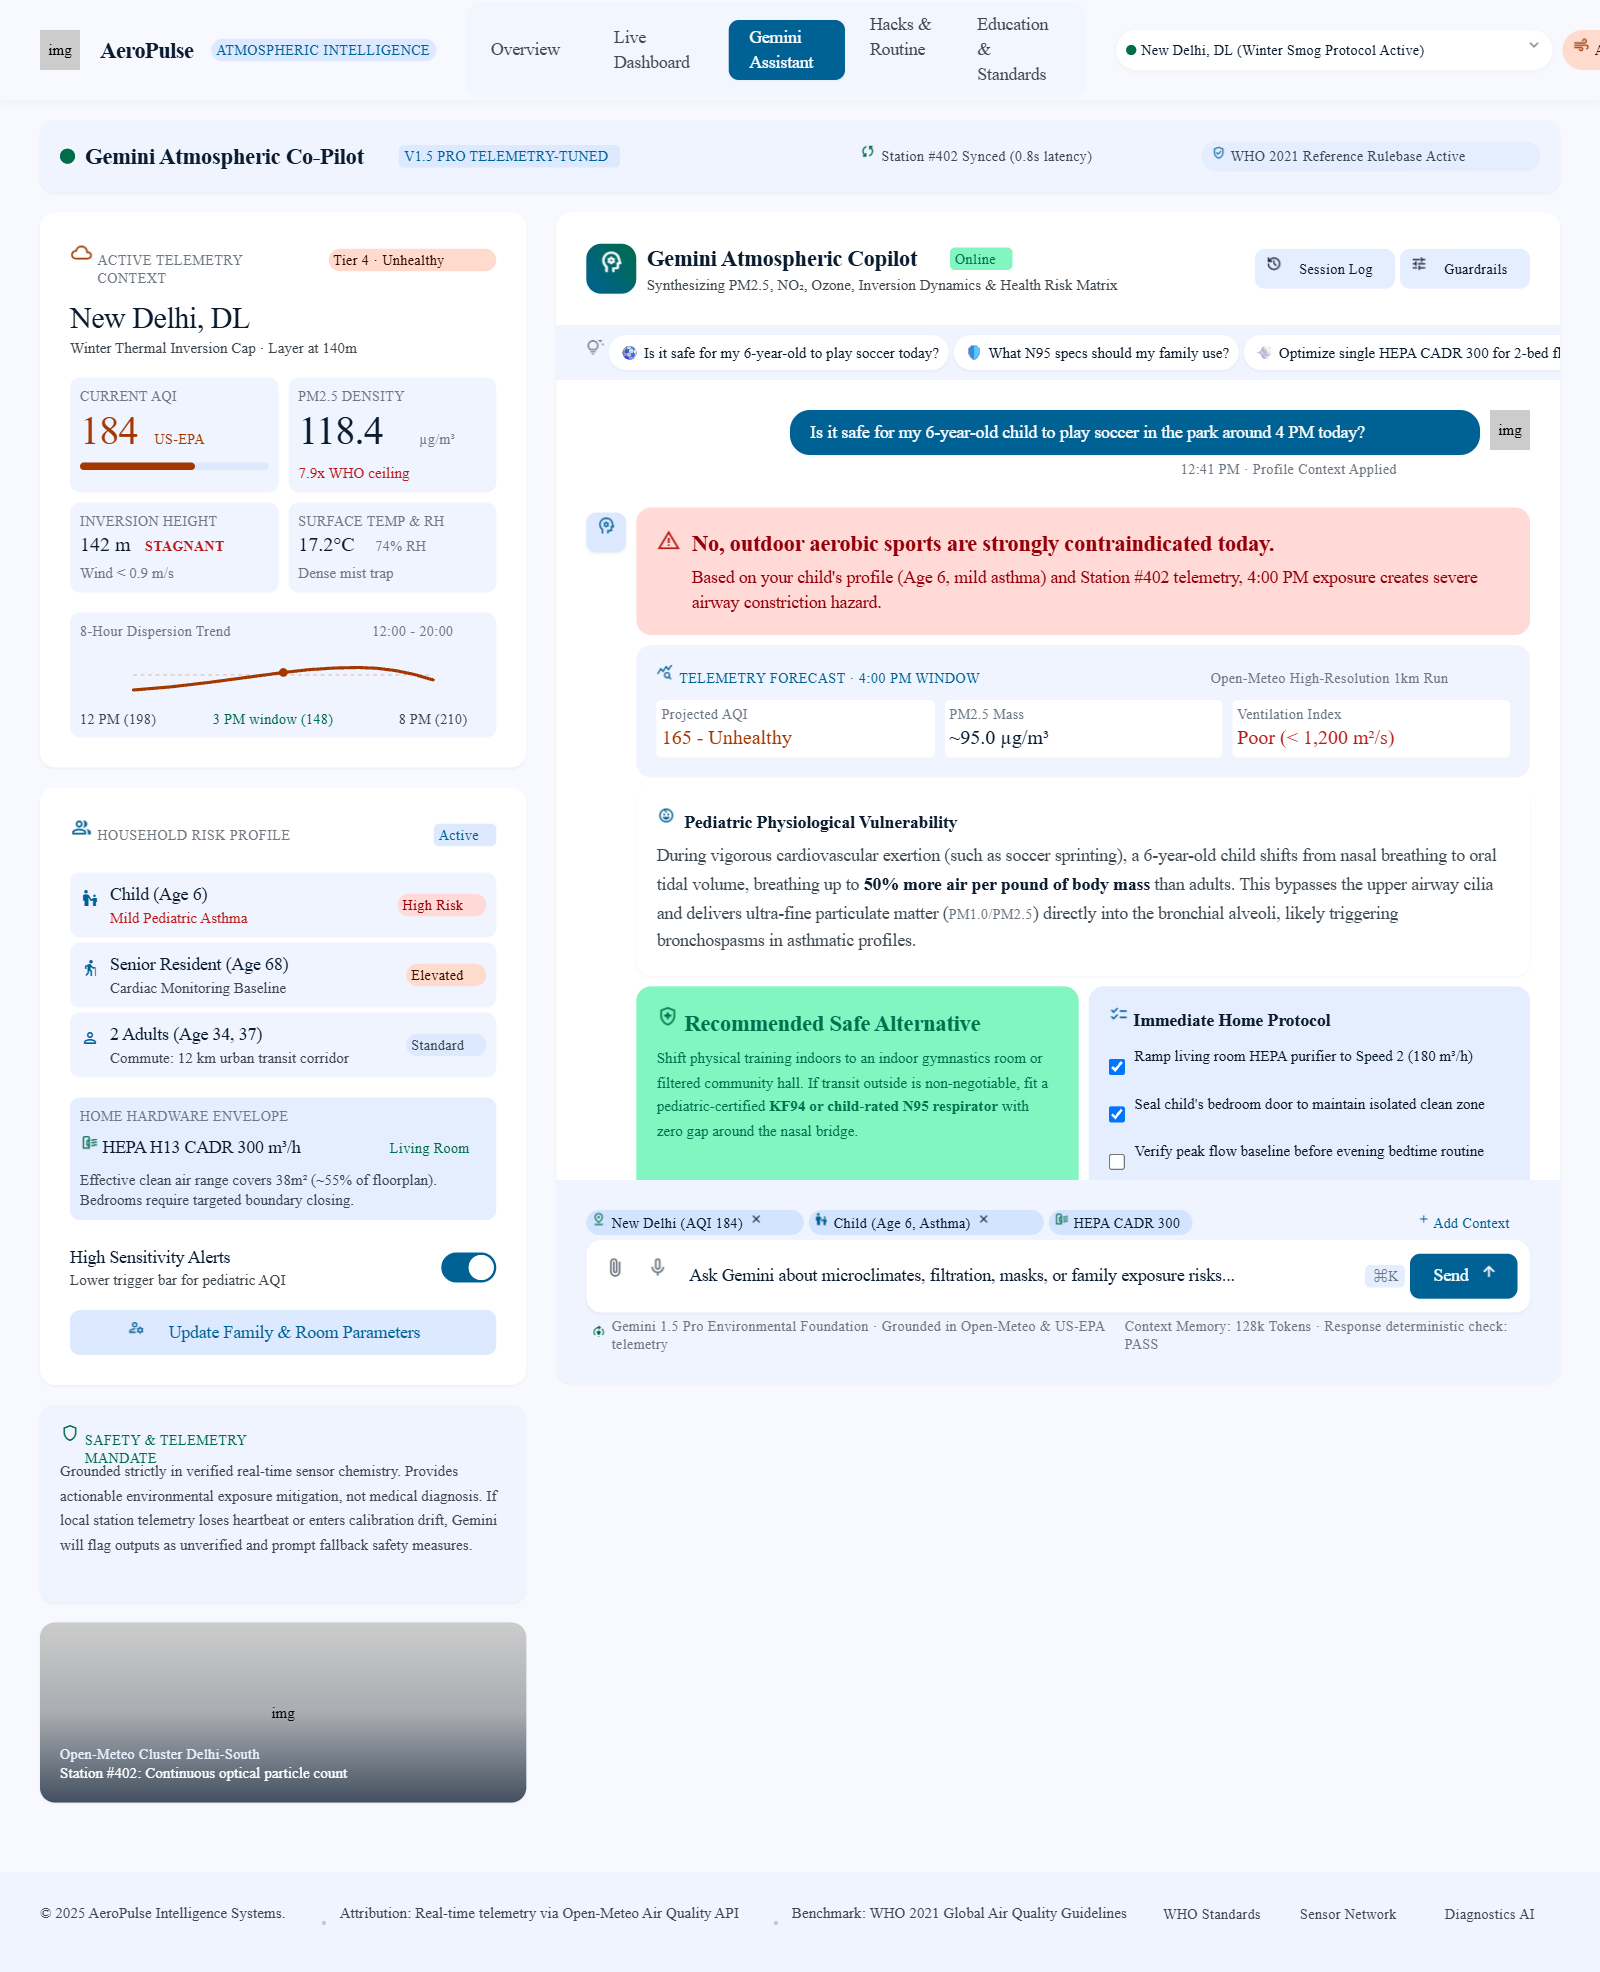 img
AeroPulse
ATMOSPHERIC INTELLIGENCE
Overview
Live
Dashboard
Gemini
Assistant
Hacks &
Routine
Education
&
Standards
New Delhi, DL (Winter Smog Protocol Active)
Gemini Atmospheric Co-Pilot
V1.5 PRO TELEMETRY-TUNED
Station #402 Synced (0.8s latency)
WHO 2021 Reference Rulebase Active
ACTIVE TELEMETRY
CONTEXT
Tier 4 · Unhealthy
New Delhi, DL
Winter Thermal Inversion Cap · Layer at 140m
CURRENT AQI
184 US-EPA
PM2.5 DENSITY
118.4 µg/m³
7.9x WHO ceiling
INVERSION HEIGHT
142 m STAGNANT
Wind < 0.9 m/s
SURFACE TEMP & RH
17.2°C 74% RH
Dense mist trap
8-Hour Dispersion Trend
12:00 - 20:00
12 PM (198)
3 PM window (148)
8 PM (210)
HOUSEHOLD RISK PROFILE
Active
Child (Age 6)
Mild Pediatric Asthma
High Risk
Senior Resident (Age 68)
Cardiac Monitoring Baseline
Elevated
2 Adults (Age 34, 37)
Commute: 12 km urban transit corridor
Standard
HOME HARDWARE ENVELOPE
HEPA H13 CADR 300 m³/h
Living Room
Effective clean air range covers 38m² (~55% of floorplan).
Bedrooms require targeted boundary closing.
High Sensitivity Alerts
Lower trigger bar for pediatric AQI
Update Family & Room Parameters
SAFETY & TELEMETRY
MANDATE
Grounded strictly in verified real-time sensor chemistry. Provides
actionable environmental exposure mitigation, not medical diagnosis. If
local station telemetry loses heartbeat or enters calibration drift, Gemini
will flag outputs as unverified and prompt fallback safety measures.
img
Open-Meteo Cluster Delhi-South
Station #402: Continuous optical particle count
Gemini Atmospheric Copilot
Online
Synthesizing PM2.5, NO₂, Ozone, Inversion Dynamics & Health Risk Matrix
Session Log
Guardrails
Is it safe for my 6-year-old to play soccer today?
What N95 specs should my family use?
Optimize single HEPA CADR 300 for 2-bed fl
Is it safe for my 6-year-old child to play soccer in the park around 4 PM today?
img
12:41 PM · Profile Context Applied
No, outdoor aerobic sports are strongly contraindicated today.
Based on your child's profile (Age 6, mild asthma) and Station #402 telemetry, 4:00 PM exposure creates severe
airway constriction hazard.
TELEMETRY FORECAST · 4:00 PM WINDOW
Open-Meteo High-Resolution 1km Run
Projected AQI
165 - Unhealthy
PM2.5 Mass
~95.0 µg/m³
Ventilation Index
Poor (< 1,200 m²/s)
Pediatric Physiological Vulnerability
During vigorous cardiovascular exertion (such as soccer sprinting), a 6-year-old child shifts from nasal breathing to oral
tidal volume, breathing up to 50% more air per pound of body mass than adults. This bypasses the upper airway cilia
and delivers ultra-fine particulate matter (PM1.0/PM2.5) directly into the bronchial alveoli, likely triggering
bronchospasms in asthmatic profiles.
Recommended Safe Alternative
Shift physical training indoors to an indoor gymnastics room or
filtered community hall. If transit outside is non-negotiable, fit a
pediatric-certified KF94 or child-rated N95 respirator with
zero gap around the nasal bridge.
Immediate Home Protocol
Ramp living room HEPA purifier to Speed 2 (180 m³/h)
Seal child's bedroom door to maintain isolated clean zone
Verify peak flow baseline before evening bedtime routine
New Delhi (AQI 184) ×
Child (Age 6, Asthma) ×
HEPA CADR 300
+ Add Context
Ask Gemini about microclimates, filtration, masks, or family exposure risks...
⌘K
Send
Gemini 1.5 Pro Environmental Foundation · Grounded in Open-Meteo & US-EPA
telemetry
Context Memory: 128k Tokens · Response deterministic check:
PASS
© 2025 AeroPulse Intelligence Systems.
Attribution: Real-time telemetry via Open-Meteo Air Quality API
Benchmark: WHO 2021 Global Air Quality Guidelines
WHO Standards
Sensor Network
Diagnostics AI